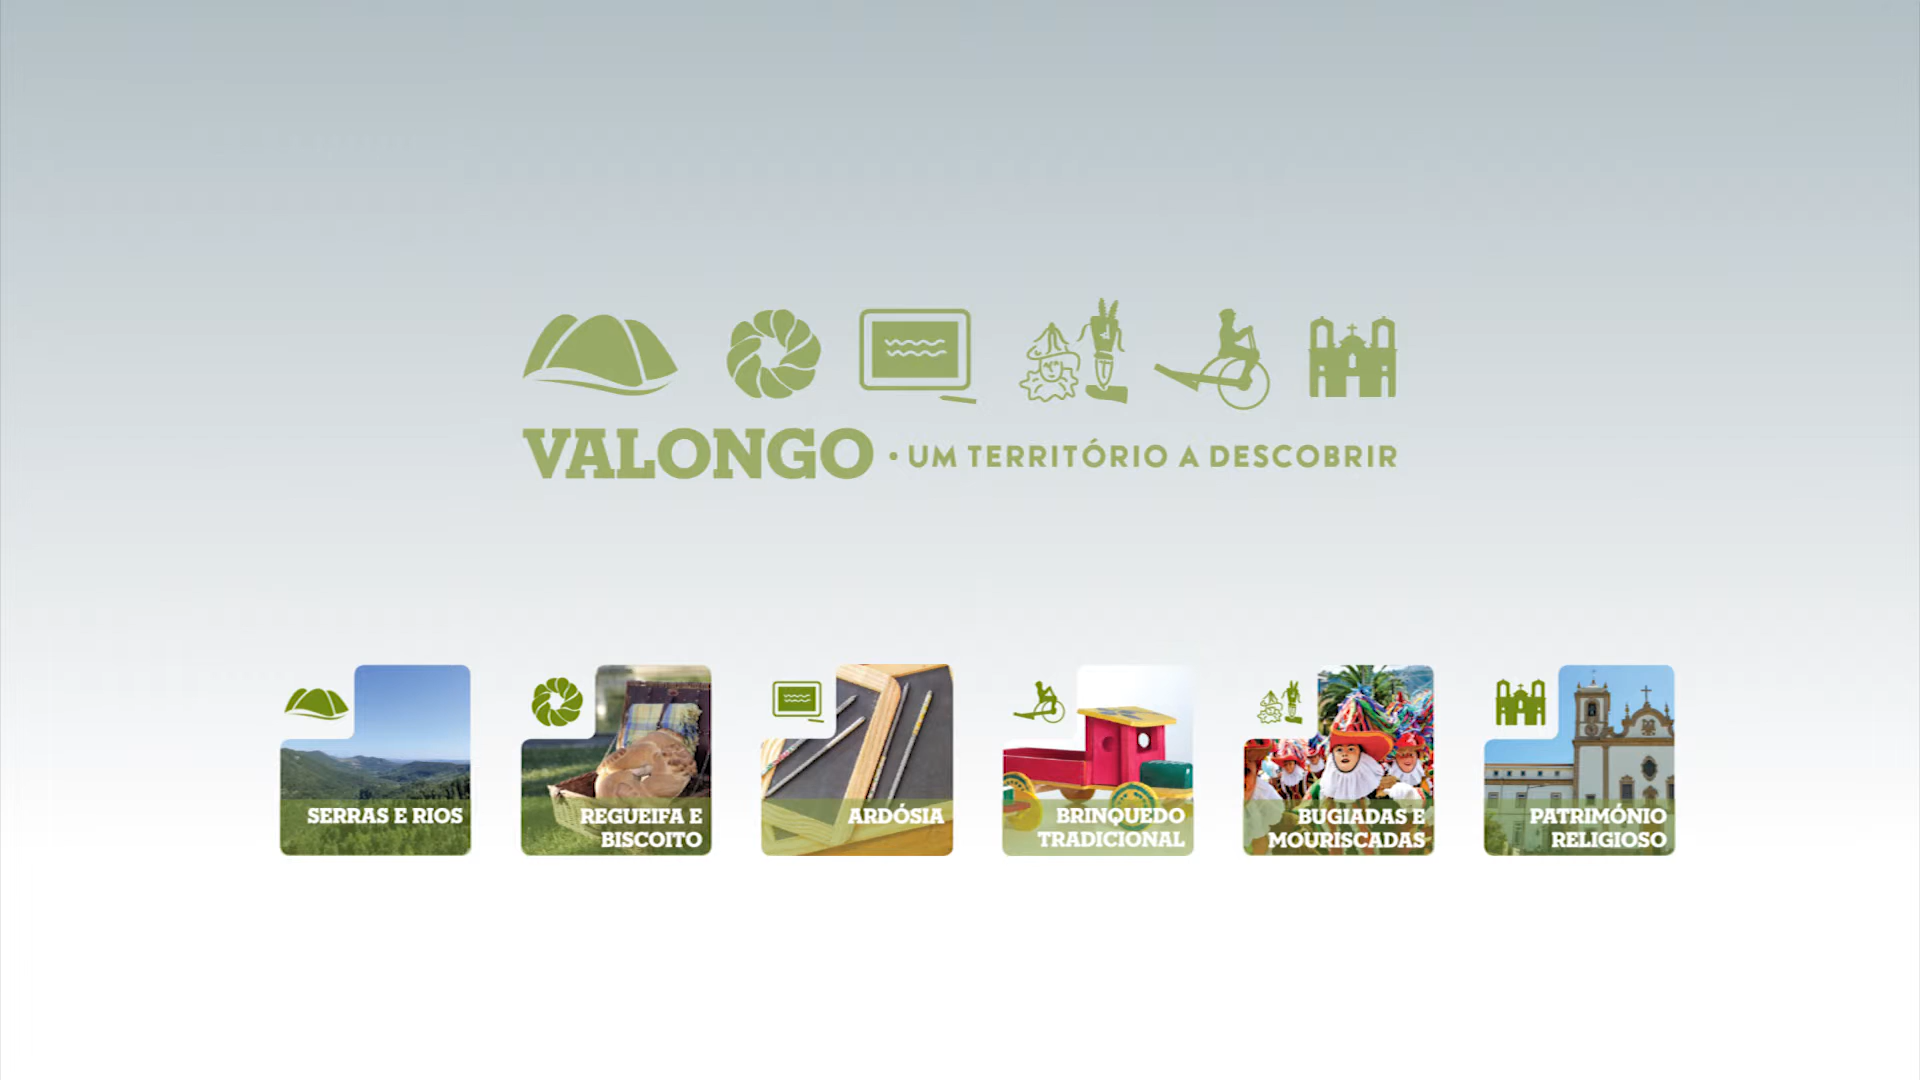 VALONGO • UM TERRITÓRIO A DESCOBRIR
SERRAS E RIOS
REGUEIFA E
BISCOITO
ARDÓSIA
BRINQUEDO
TRADICIONAL
BUGIADAS E
MOURISCADAS
PATRIMÓNIO
RELIGIOSO